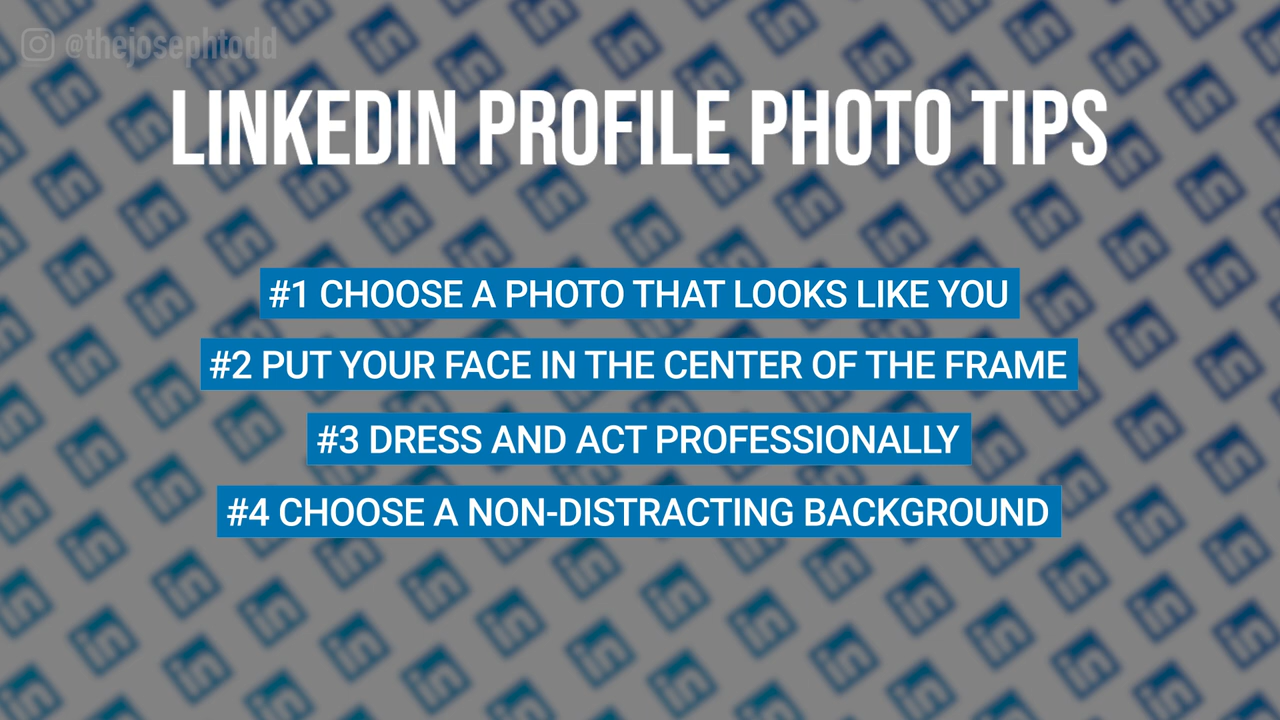 @thejosephtodd
LINKEDIN PROFILE PHOTO TIPS
#1 CHOOSE A PHOTO THAT LOOKS LIKE YOU
#2 PUT YOUR FACE IN THE CENTER OF THE FRAME
#3 DRESS AND ACT PROFESSIONALLY
#4 CHOOSE A NON-DISTRACTING BACKGROUND